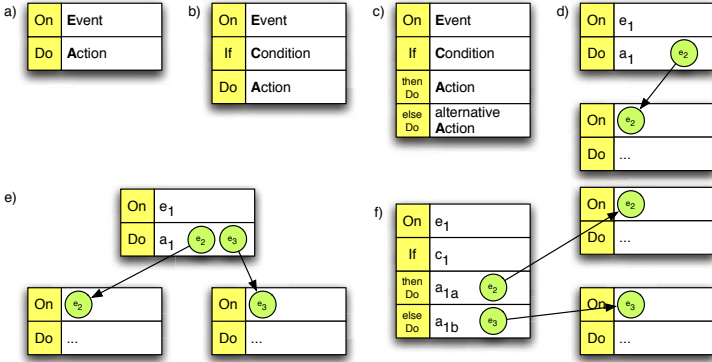 a)
On Event
Do Action
b)
On Event
If Condition
Do Action
c)
On Event
If Condition
then Do Action
else Do alternative Action
d)
On e1
Do a1 e2
On e2
Do ...
e)
On e1
Do a1 e2 e3
On e2
Do ...
On e3
Do ...
f)
On e1
If c1
then Do a1a e2
else Do a1b e3
On e2
Do ...
On e3
Do ...